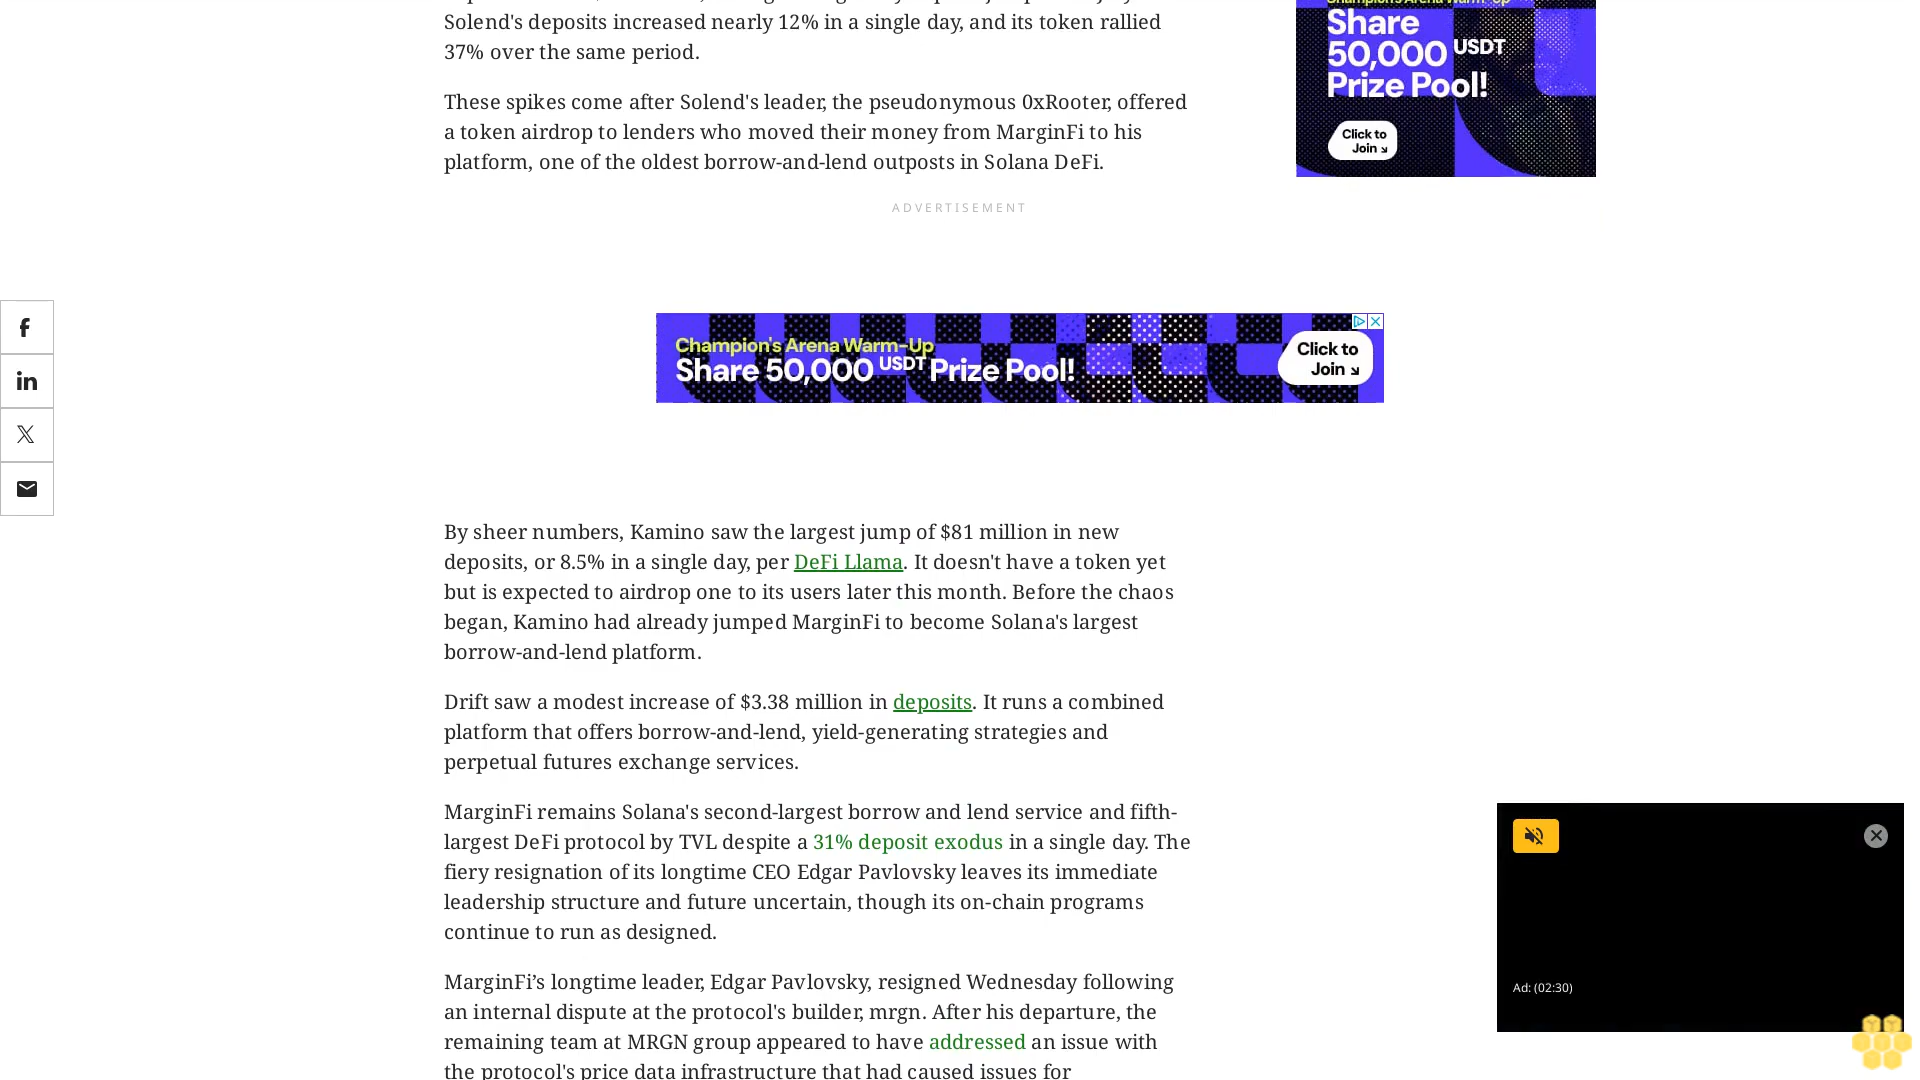 Solend's deposits increased nearly 12% in a single day, and its token rallied
37% over the same period.
These spikes come after Solend's leader, the pseudonymous 0xRooter, offered
a token airdrop to lenders who moved their money from MarginFi to his
platform, one of the oldest borrow-and-lend outposts in Solana DeFi.
Champion's Arena Warm-Up
Share
50,000 USDT
Prize Pool!
Click to
Join
ADVERTISEMENT
Champion's Arena Warm-Up
Share 50,000 USDT Prize Pool!
Click to
Join
By sheer numbers, Kamino saw the largest jump of $81 million in new
deposits, or 8.5% in a single day, per DeFi Llama. It doesn't have a token yet
but is expected to airdrop one to its users later this month. Before the chaos
began, Kamino had already jumped MarginFi to become Solana's largest
borrow-and-lend platform.
Drift saw a modest increase of $3.38 million in deposits. It runs a combined
platform that offers borrow-and-lend, yield-generating strategies and
perpetual futures exchange services.
MarginFi remains Solana's second-largest borrow and lend service and fifth-
largest DeFi protocol by TVL despite a 31% deposit exodus in a single day. The
fiery resignation of its longtime CEO Edgar Pavlovsky leaves its immediate
leadership structure and future uncertain, though its on-chain programs
continue to run as designed.
MarginFi’s longtime leader, Edgar Pavlovsky, resigned Wednesday following
an internal dispute at the protocol's builder, mrgn. After his departure, the
remaining team at MRGN group appeared to have addressed an issue with
the protocol's price data infrastructure that had caused issues for
Ad: (02:30)